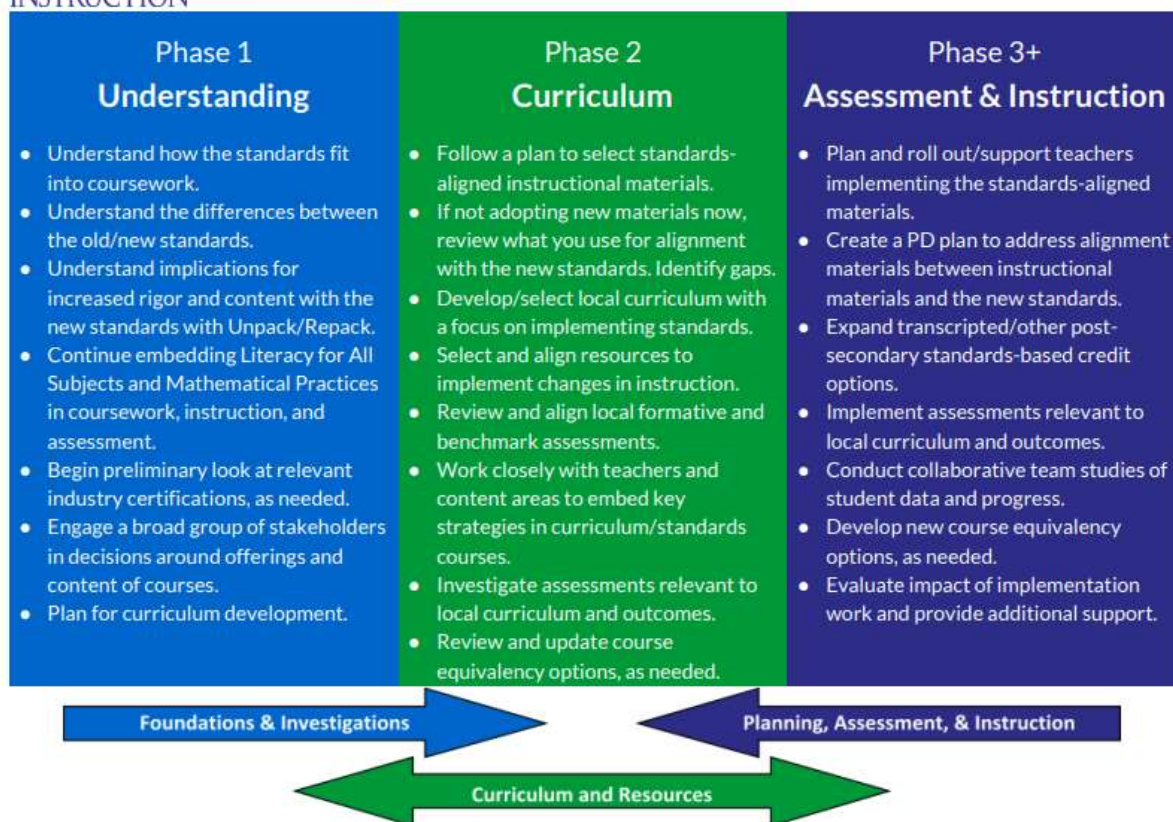 INSTRUCTION
Phase 1
Understanding
● Understand how the standards fit
into coursework.
● Understand the differences between
the old/new standards.
● Understand implications for
increased rigor and content with the
new standards with Unpack/Repack.
● Continue embedding Literacy for All
Subjects and Mathematical Practices
in coursework, instruction, and
assessment.
● Begin preliminary look at relevant
industry certifications, as needed.
● Engage a broad group of stakeholders
in decisions around offerings and
content of courses.
● Plan for curriculum development.
Phase 2
Curriculum
● Follow a plan to select standards-
aligned instructional materials.
● If not adopting new materials now,
review what you use for alignment
with the new standards. Identify gaps.
● Develop/select local curriculum with
a focus on implementing standards.
● Select and align resources to
implement changes in instruction.
● Review and align local formative and
benchmark assessments.
● Work closely with teachers and
content areas to embed key
strategies in curriculum/standards
courses.
● Investigate assessments relevant to
local curriculum and outcomes.
● Review and update course
equivalency options, as needed.
Phase 3+
Assessment & Instruction
● Plan and roll out/support teachers
implementing the standards-aligned
materials.
● Create a PD plan to address alignment
materials between instructional
materials and the new standards.
● Expand transcripted/other post-
secondary standards-based credit
options.
● Implement assessments relevant to
local curriculum and outcomes.
● Conduct collaborative team studies of
student data and progress.
● Develop new course equivalency
options, as needed.
● Evaluate impact of implementation
work and provide additional support.
Foundations & Investigations
Planning, Assessment, & Instruction
Curriculum and Resources